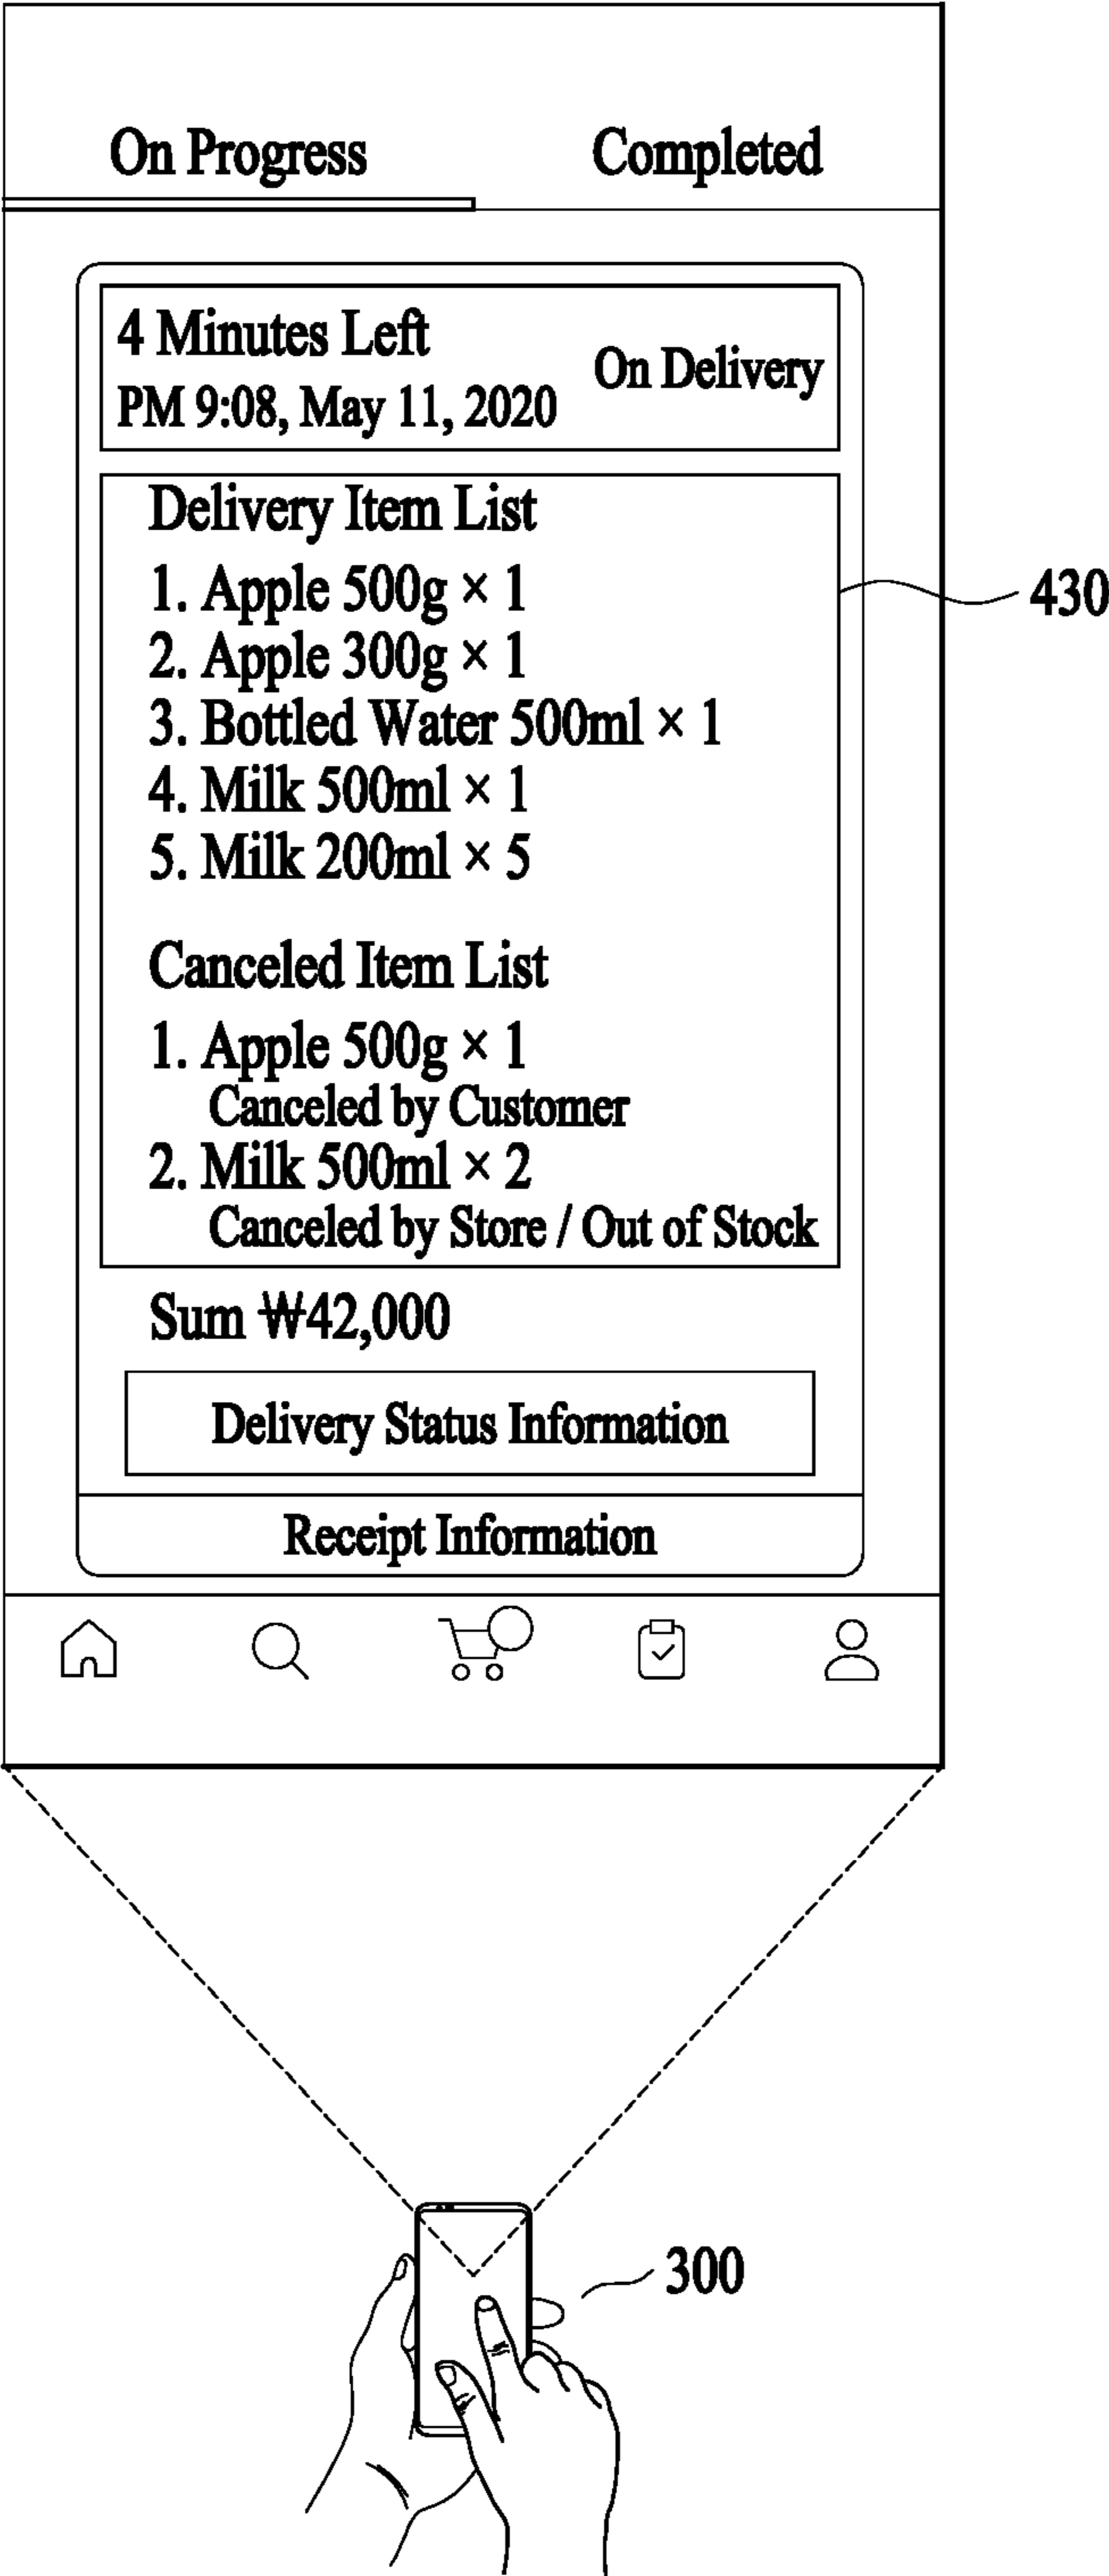 On Progress
Completed
4 Minutes Left
On Delivery
PM 9:08, May 11, 2020
Delivery Item List
1. Apple 500g × 1
2. Apple 300g × 1
3. Bottled Water 500ml × 1
4. Milk 500ml × 1
5. Milk 200ml × 5
Canceled Item List
1. Apple 500g × 1
Canceled by Customer
2. Milk 500ml × 2
Canceled by Store / Out of Stock
Sum ₩42,000
Delivery Status Information
Receipt Information
430
300